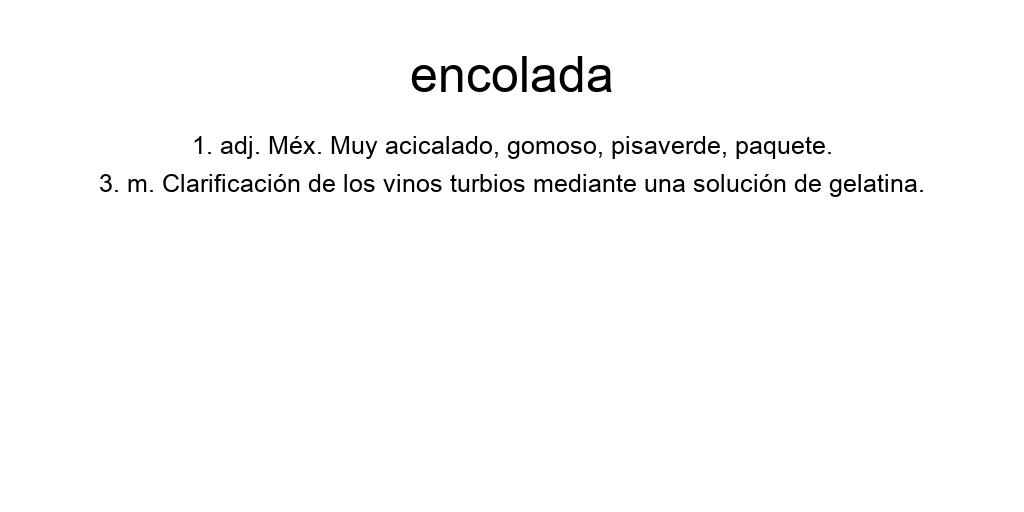 encolada
1. adj. Méx. Muy acicalado, gomoso, pisaverde, paquete.
3. m. Clarificación de los vinos turbios mediante una solución de gelatina.